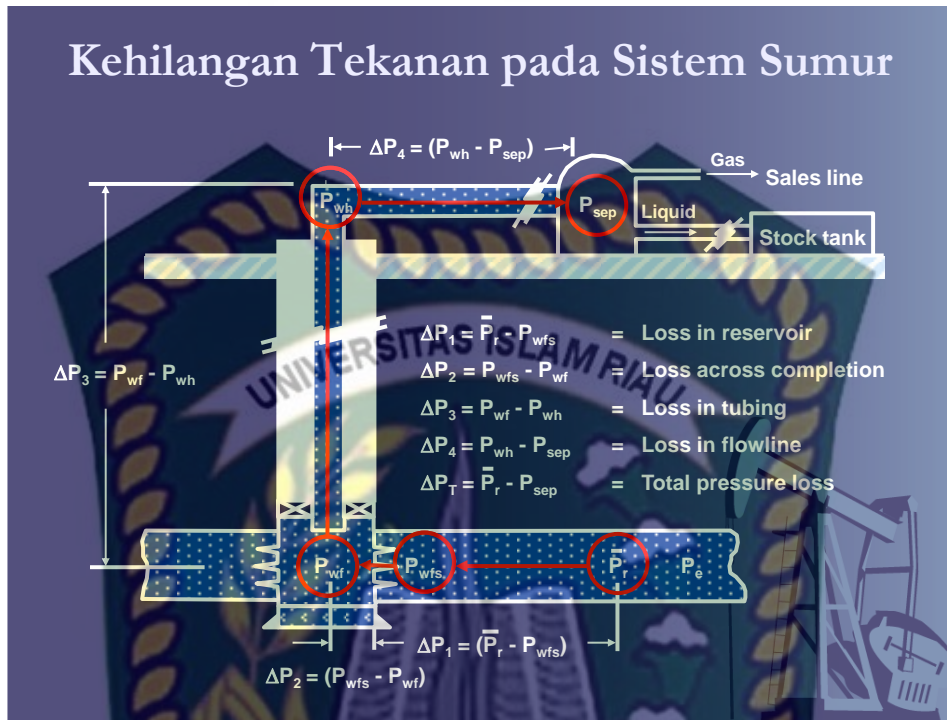 Kehilangan Tekanan pada Sistem Sumur
ΔP₄ = (Pwh - Psep)
Gas
Sales line
Pwh
Psep
Liquid
Stock tank
UNIVERSITAS ISLAM RIAU
ΔP₁ = P̅r - Pwfs = Loss in reservoir
ΔP₂ = Pwfs - Pwf = Loss across completion
ΔP₃ = Pwf - Pwh
ΔP₃ = Pwf - Pwh = Loss in tubing
ΔP₄ = Pwh - Psep = Loss in flowline
ΔPT = P̅r - Psep = Total pressure loss
Pwf
Pwfs
P̅r
Pe
ΔP₁ = (P̅r - Pwfs)
ΔP₂ = (Pwfs - Pwf)